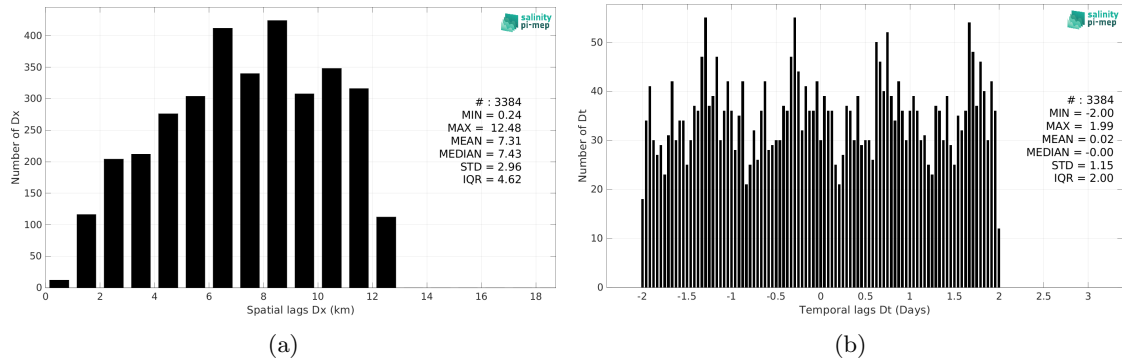 salinity
pi-mep
400
350
300
250
200
150
100
50
0
Number of Dx
# : 3384
MIN = 0.24
MAX = 12.48
MEAN = 7.31
MEDIAN = 7.43
STD = 2.96
IQR = 4.62
0 2 4 6 8 10 12 14 16 18
Spatial lags Dx (km)
(a)
salinity
pi-mep
50
40
30
20
10
0
Number of Dt
# : 3384
MIN = -2.00
MAX = 1.99
MEAN = 0.02
MEDIAN = -0.00
STD = 1.15
IQR = 2.00
-2 -1.5 -1 -0.5 0 0.5 1 1.5 2 2.5 3
Temporal lags Dt (Days)
(b)